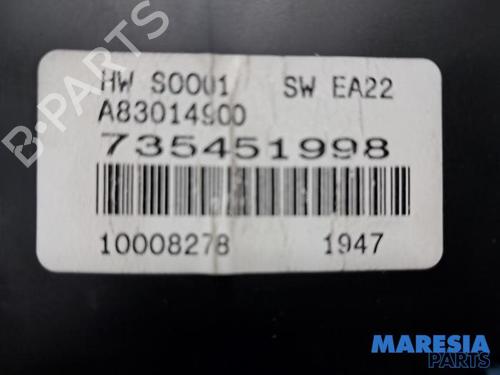 B-PARTS
HW S0001 SW EA22
A83014900
735451998
10008278 1947
MARESIA
PARTS